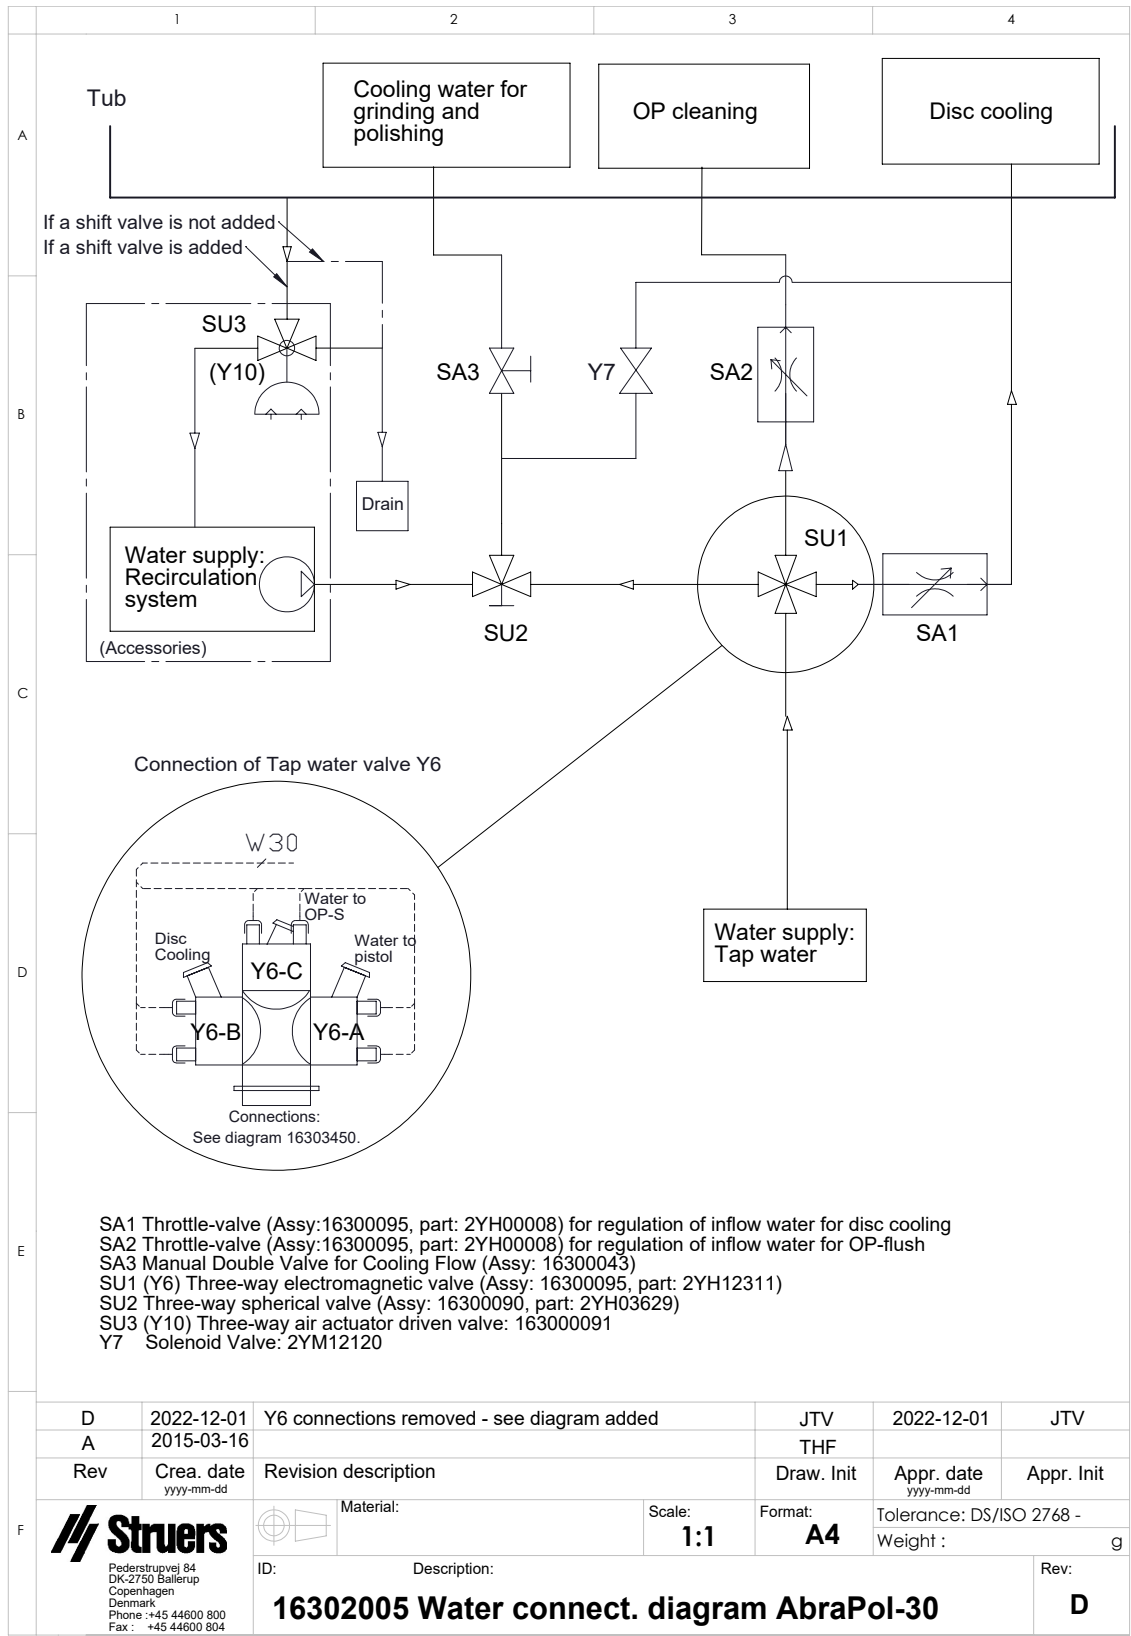 1 2 3 4
A
B
C
D
E
F
Tub
Cooling water for
grinding and
polishing
OP cleaning
Disc cooling
If a shift valve is not added
If a shift valve is added
SU3
(Y10)
SA3
Y7
SA2
Drain
SU1
Water supply:
Recirculation
system
(Accessories)
SU2
SA1
Connection of Tap water valve Y6
W30
Water to
OP-S
Disc
Cooling
Water to
pistol
Y6-C
Y6-B
Y6-A
Connections:
See diagram 16303450.
Water supply:
Tap water
SA1 Throttle-valve (Assy:16300095, part: 2YH00008) for regulation of inflow water for disc cooling
SA2 Throttle-valve (Assy:16300095, part: 2YH00008) for regulation of inflow water for OP-flush
SA3 Manual Double Valve for Cooling Flow (Assy: 16300043)
SU1 (Y6) Three-way electromagnetic valve (Assy: 16300095, part: 2YH12311)
SU2 Three-way spherical valve (Assy: 16300090, part: 2YH03629)
SU3 (Y10) Three-way air actuator driven valve: 163000091
Y7 Solenoid Valve: 2YM12120
D 2022-12-01 Y6 connections removed - see diagram added JTV 2022-12-01 JTV
A 2015-03-16 THF
Rev Crea. date Revision description Draw. Init Appr. date Appr. Init
yyyy-mm-dd yyyy-mm-dd
Struers
Pederstrupvej 84
DK-2750 Ballerup
Copenhagen
Denmark
Phone :+45 44600 800
Fax : +45 44600 804
Material:
Scale:
1:1
Format:
A4
Tolerance: DS/ISO 2768 -
Weight : g
ID: Description:
16302005 Water connect. diagram AbraPol-30
Rev:
D